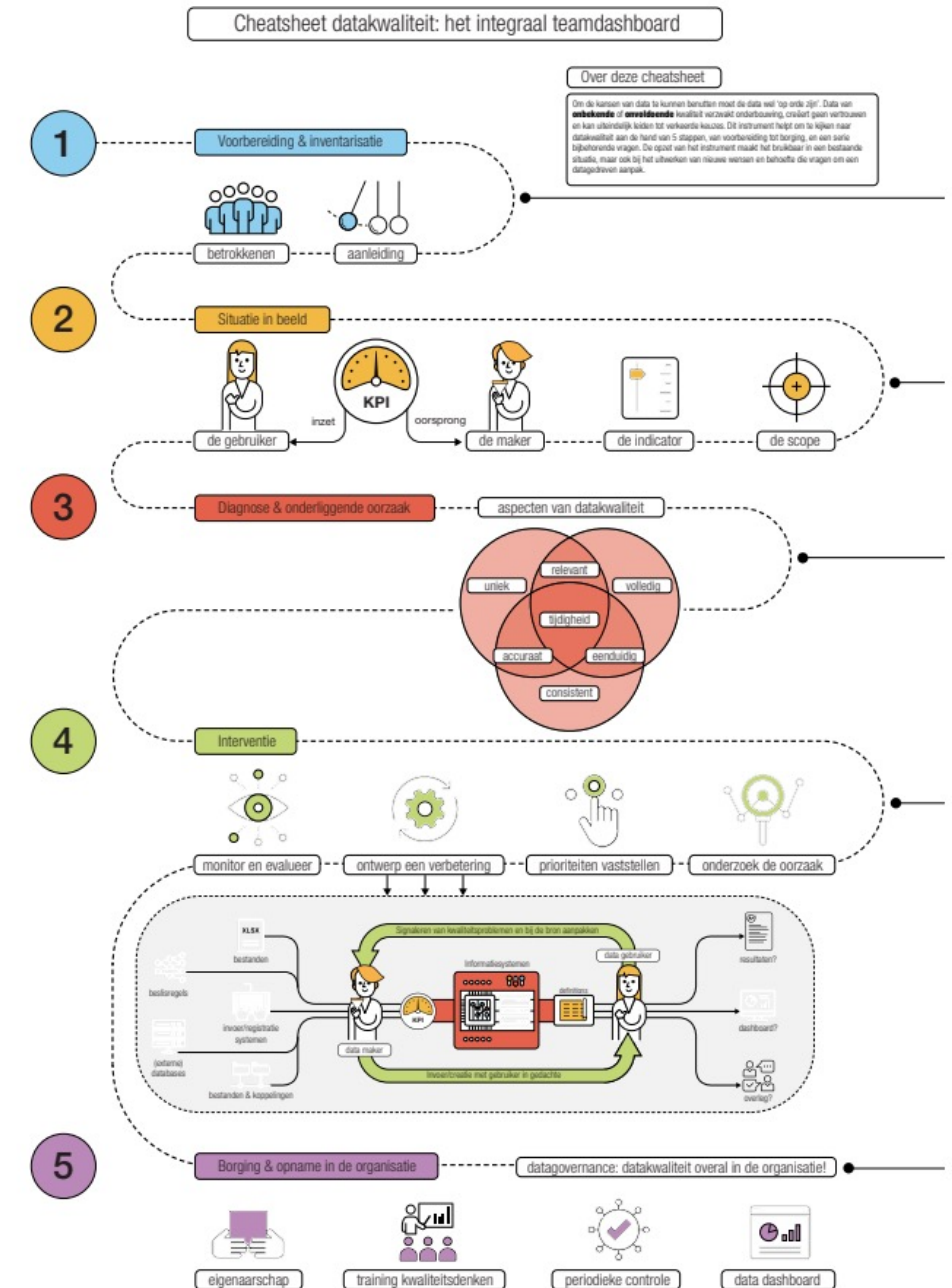 Cheatsheet datakwaliteit: het integraal teamdashboard
Over deze cheatsheet
Om de kansen van data te kunnen benutten moet de data wel 'op orde zijn'. Data van
onbekende of onvoldoende kwaliteit verzwakt onderbouwing, creëert geen vertrouwen
en kan uiteindelijk leiden tot verkeerde keuzes. Dit instrument helpt om te kijken naar
datakwaliteit aan de hand van 5 stappen, van voorbereiding tot borging, en een serie
bijbehorende vragen. De opzet van het instrument maakt het bruikbaar in een bestaande
situatie, maar ook bij het uitwerken van nieuwe wensen en behoefte die vragen om een
datagedreven aanpak.
1
Voorbereiding & inventarisatie
betrokkenen
aanleiding
2
Situatie in beeld
KPI
inzet
oorsprong
de gebruiker
de maker
de indicator
de scope
3
Diagnose & onderliggende oorzaak
aspecten van datakwaliteit
relevant
uniek
volledig
tijdigheid
accuraat
eenduidig
consistent
4
Interventie
monitor en evalueer
ontwerp een verbetering
prioriteiten vaststellen
onderzoek de oorzaak
Signaleren van kwaliteitsproblemen en bij de bron aanpakken
XLSX
bestanden
data gebruiker
resultaten?
Informatiesystemen
beslisregels
definitions
KPI
invoer/registratie
systemen
dashboard?
data maker
(externe)
databases
Invoer/creatie met gebruiker in gedachte
bestanden & koppelingen
overleg?
5
Borging & opname in de organisatie
datagovernance: datakwaliteit overal in de organisatie!
eigenaarschap
training kwaliteitsdenken
periodieke controle
data dashboard